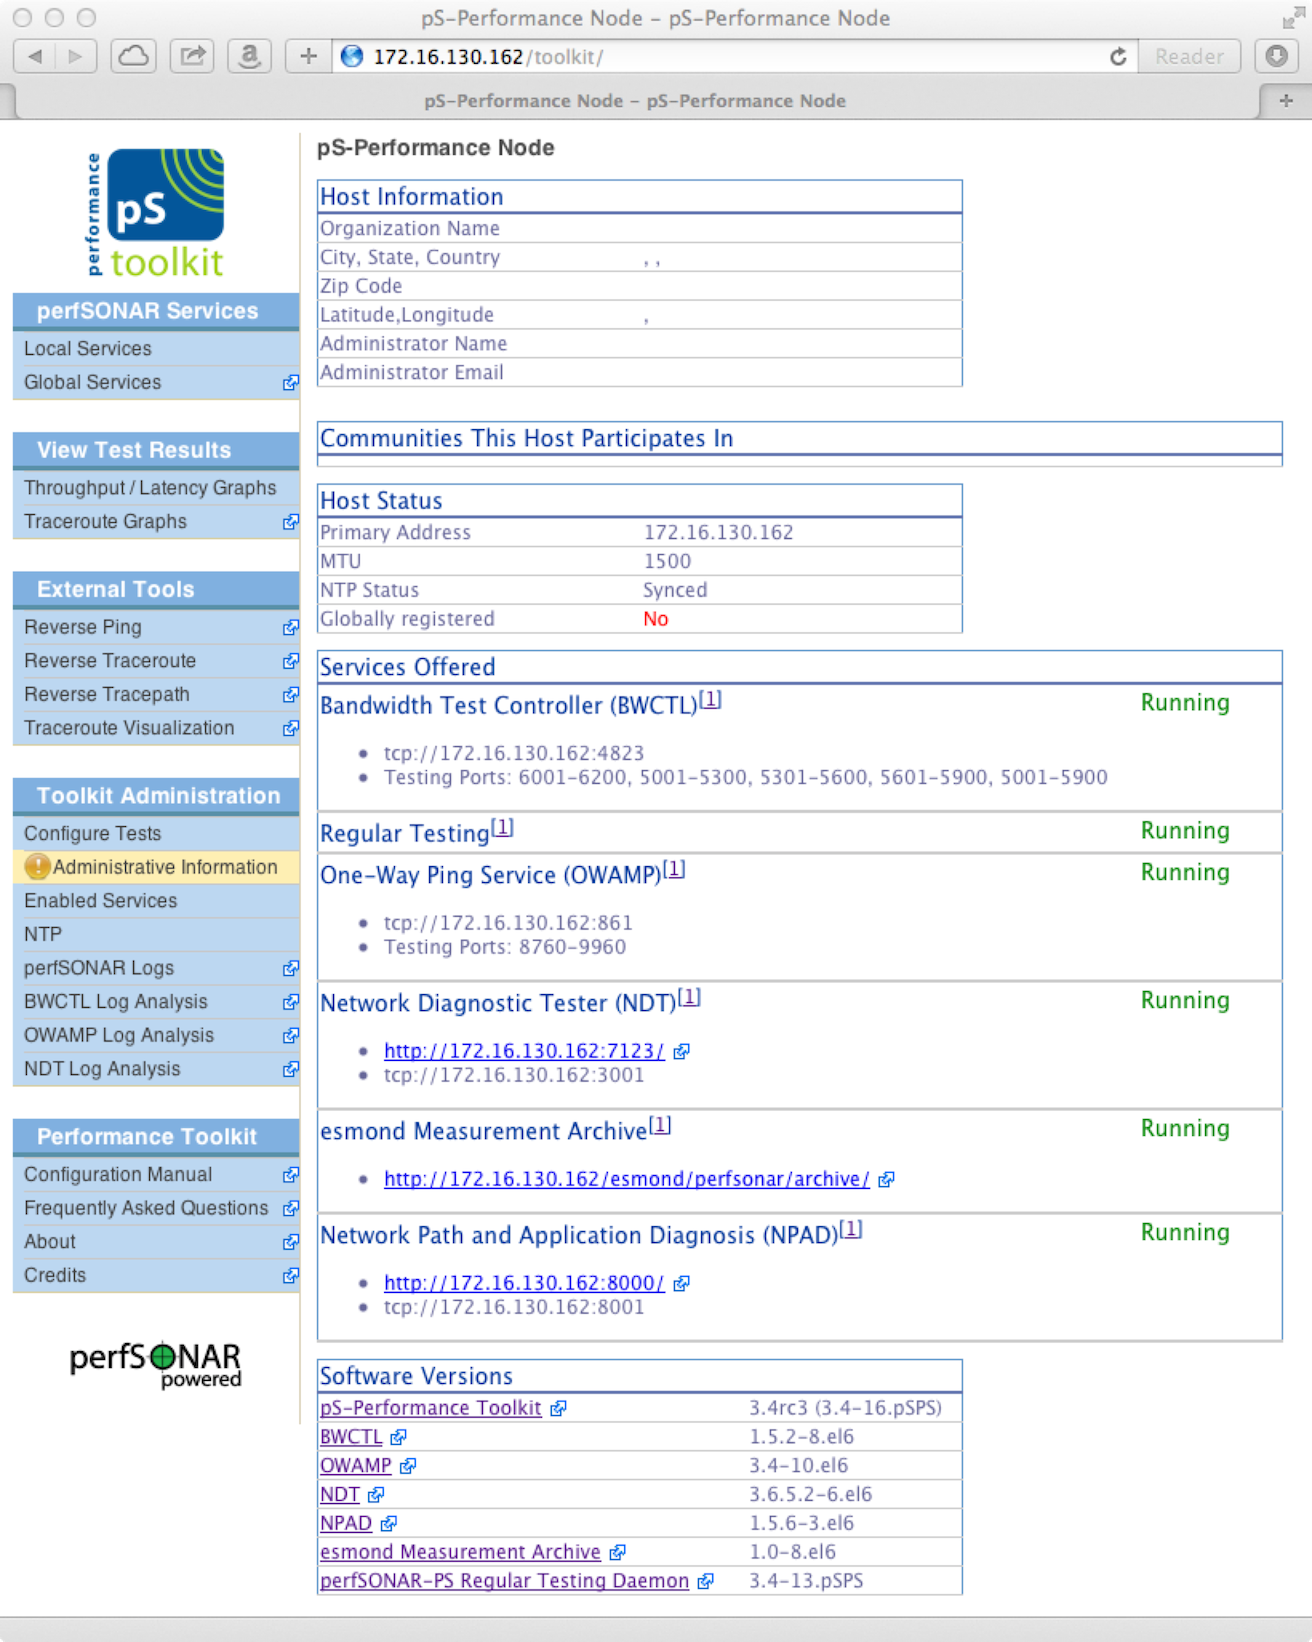 pS-Performance Node – pS-Performance Node
172.16.130.162/toolkit/
Reader
pS-Performance Node – pS-Performance Node
performance
pS
toolkit
perfSONAR Services
Local Services
Global Services
View Test Results
Throughput / Latency Graphs
Traceroute Graphs
External Tools
Reverse Ping
Reverse Traceroute
Reverse Tracepath
Traceroute Visualization
Toolkit Administration
Configure Tests
Administrative Information
Enabled Services
NTP
perfSONAR Logs
BWCTL Log Analysis
OWAMP Log Analysis
NDT Log Analysis
Performance Toolkit
Configuration Manual
Frequently Asked Questions
About
Credits
perfSONAR
powered
pS-Performance Node
Host Information
Organization Name
City, State, Country , ,
Zip Code
Latitude,Longitude ,
Administrator Name
Administrator Email
Communities This Host Participates In
Host Status
Primary Address 172.16.130.162
MTU 1500
NTP Status Synced
Globally registered No
Services Offered
Bandwidth Test Controller (BWCTL)[1] Running
• tcp://172.16.130.162:4823
• Testing Ports: 6001-6200, 5001-5300, 5301-5600, 5601-5900, 5001-5900
Regular Testing[1] Running
One-Way Ping Service (OWAMP)[1] Running
• tcp://172.16.130.162:861
• Testing Ports: 8760-9960
Network Diagnostic Tester (NDT)[1] Running
• http://172.16.130.162:7123/
• tcp://172.16.130.162:3001
esmond Measurement Archive[1] Running
• http://172.16.130.162/esmond/perfsonar/archive/
Network Path and Application Diagnosis (NPAD)[1] Running
• http://172.16.130.162:8000/
• tcp://172.16.130.162:8001
Software Versions
pS-Performance Toolkit 3.4rc3 (3.4-16.pSPS)
BWCTL 1.5.2-8.el6
OWAMP 3.4-10.el6
NDT 3.6.5.2-6.el6
NPAD 1.5.6-3.el6
esmond Measurement Archive 1.0-8.el6
perfSONAR-PS Regular Testing Daemon 3.4-13.pSPS